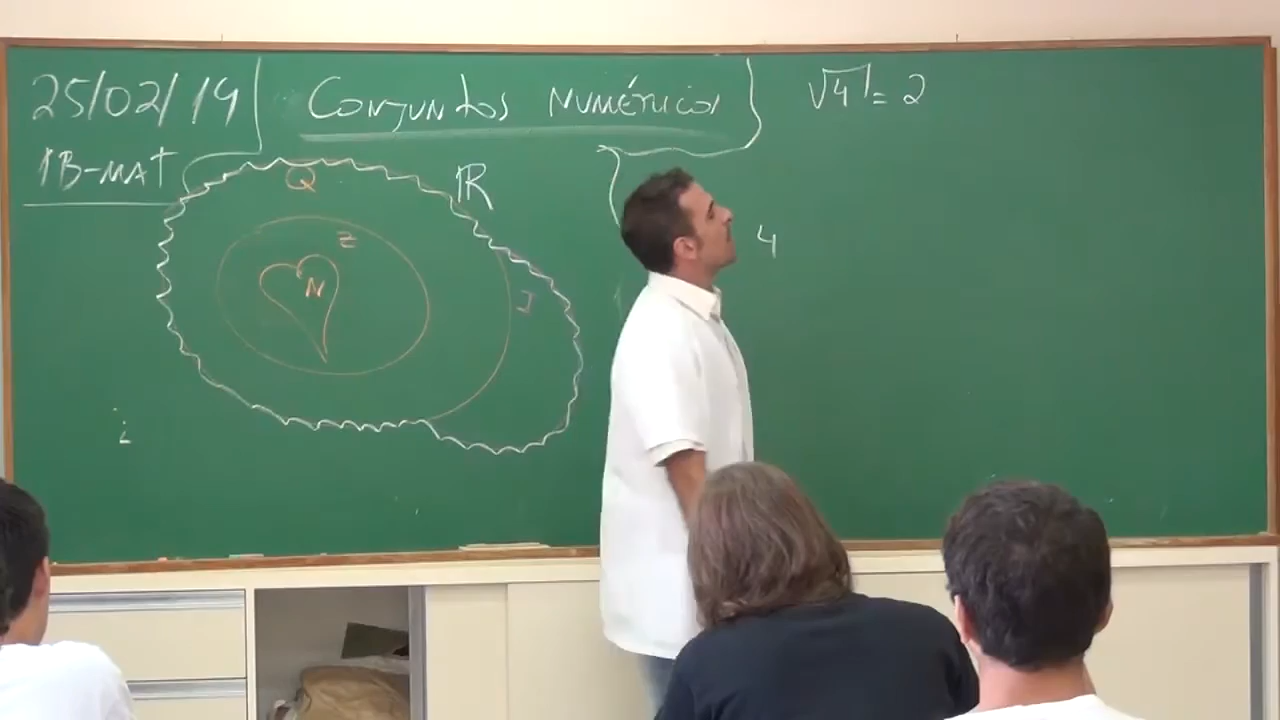 25/02/19
Conjuntos Numéricos
√4 = 2
1B-MAT
Q
IR
Z
N
I
4
i